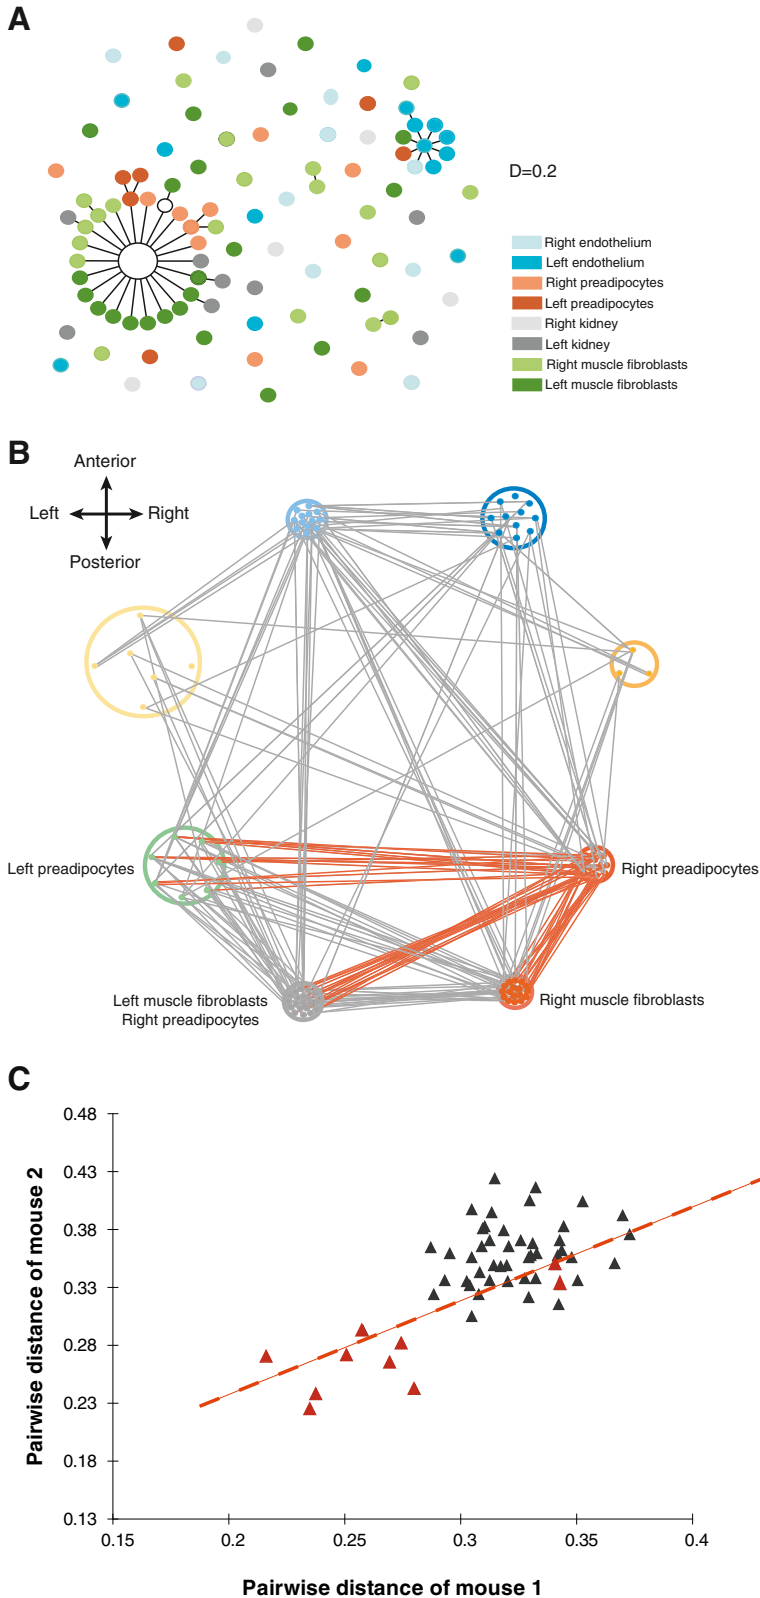 A
D=0.2
Right endothelium
Left endothelium
Right preadipocytes
Left preadipocytes
Right kidney
Left kidney
Right muscle fibroblasts
Left muscle fibroblasts
B
Anterior
Left
Right
Posterior
Left preadipocytes
Right preadipocytes
Left muscle fibroblasts
Right preadipocytes
Right muscle fibroblasts
C
0.48
0.43
0.38
0.33
0.28
0.23
0.18
0.13
Pairwise distance of mouse 2
0.15
0.2
0.25
0.3
0.35
0.4
Pairwise distance of mouse 1